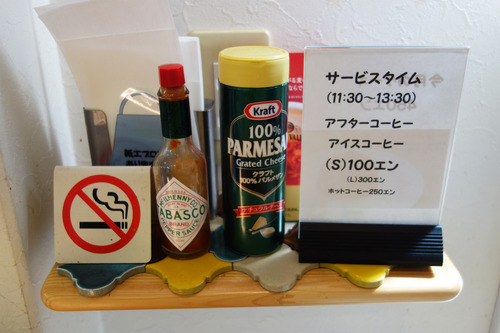 サービスタイム
(11:30~13:30)
アフターコーヒー
アイスコーヒー
(S)100エン
(L)300エン
ホットコーヒー250エン
Kraft
100%
PARMESAN
Grated Cheese
クラフト
100%パルメザン
McILHENNY CO.
TABASCO
BRAND
PEPPER SAUCE